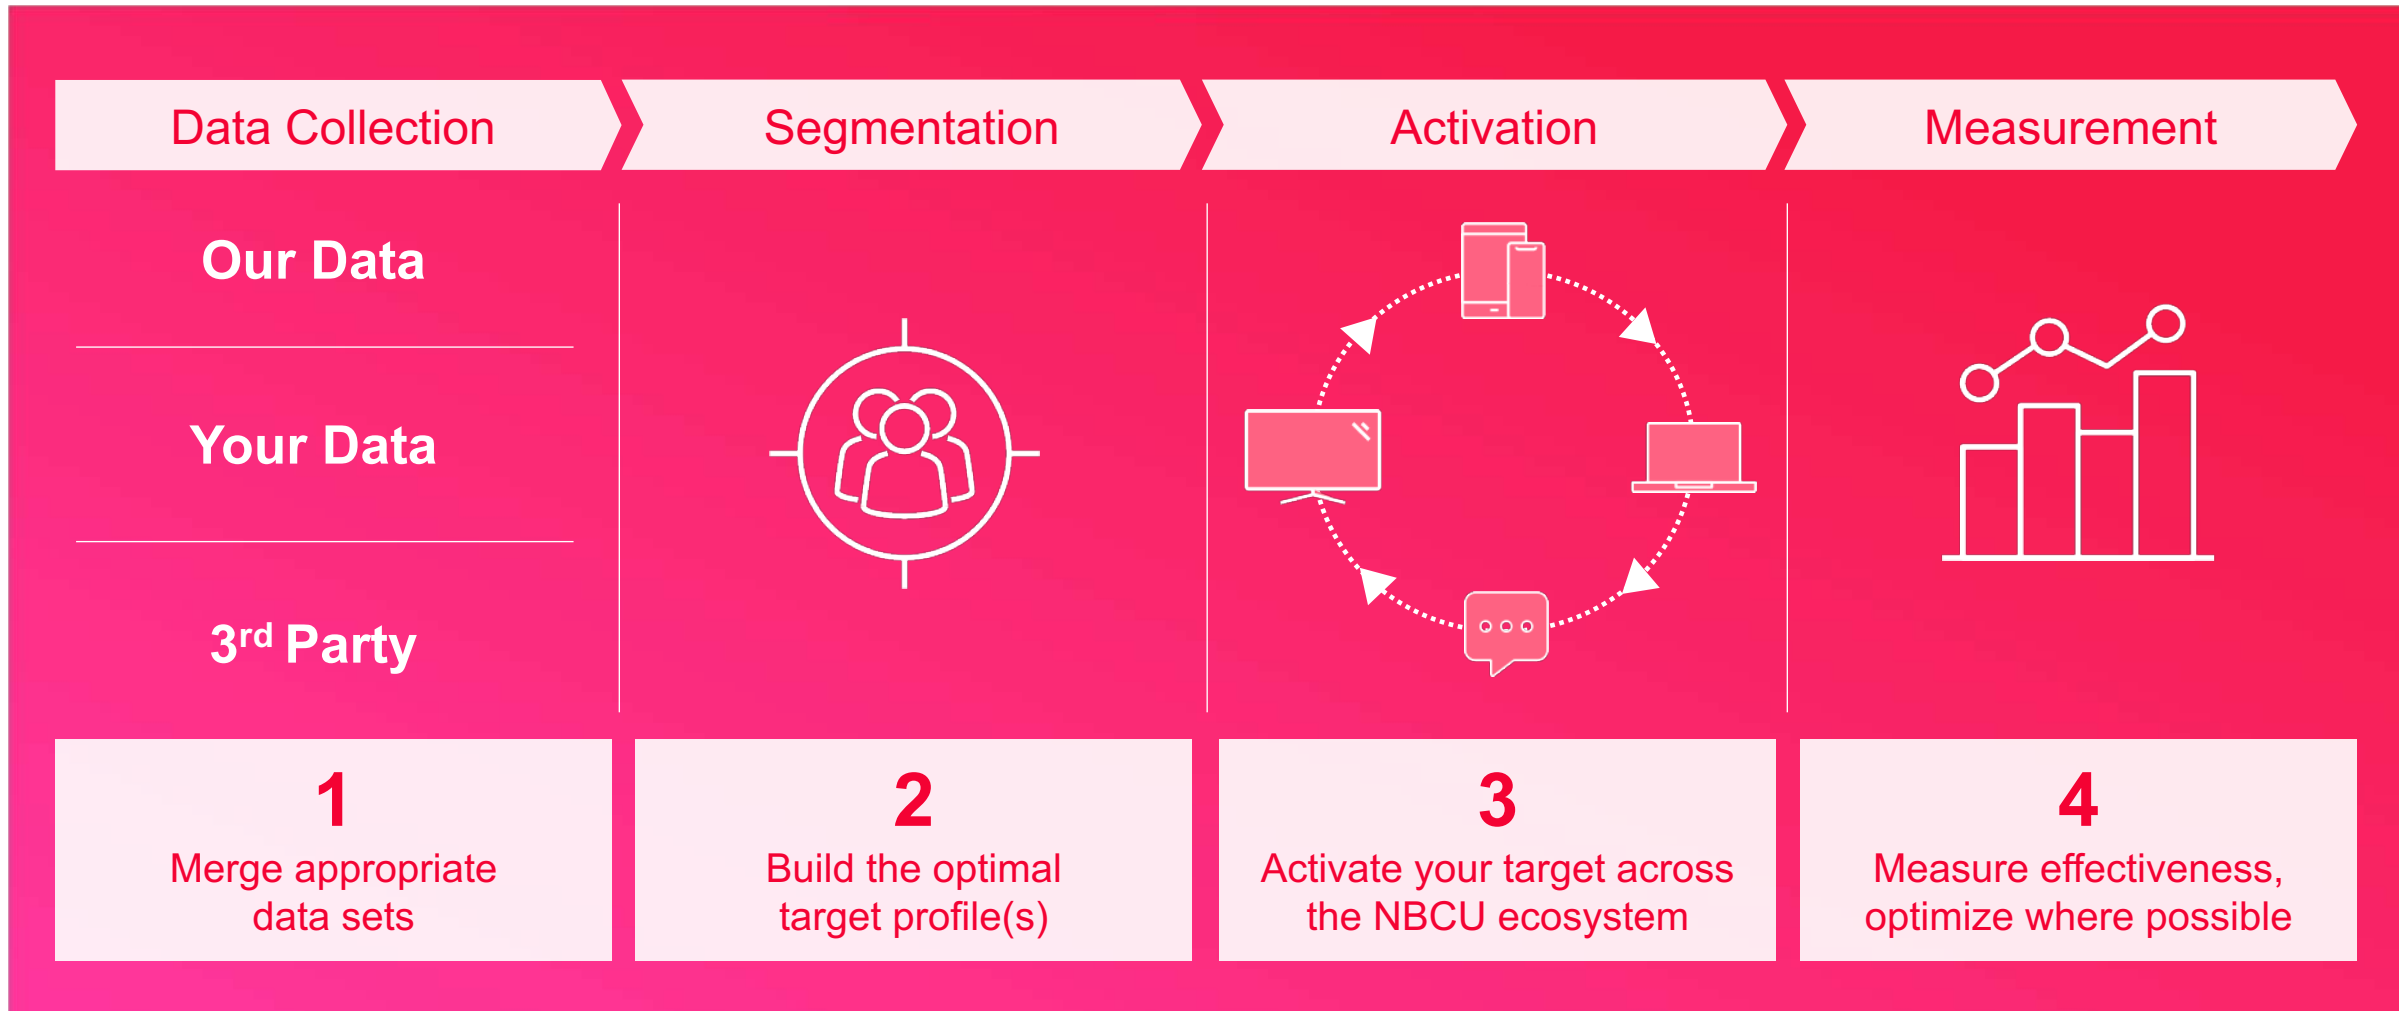 Data Collection
Segmentation
Activation
Measurement
Our Data
Your Data
3rd Party
1
Merge appropriate
data sets
2
Build the optimal
target profile(s)
3
Activate your target across
the NBCU ecosystem
4
Measure effectiveness,
optimize where possible